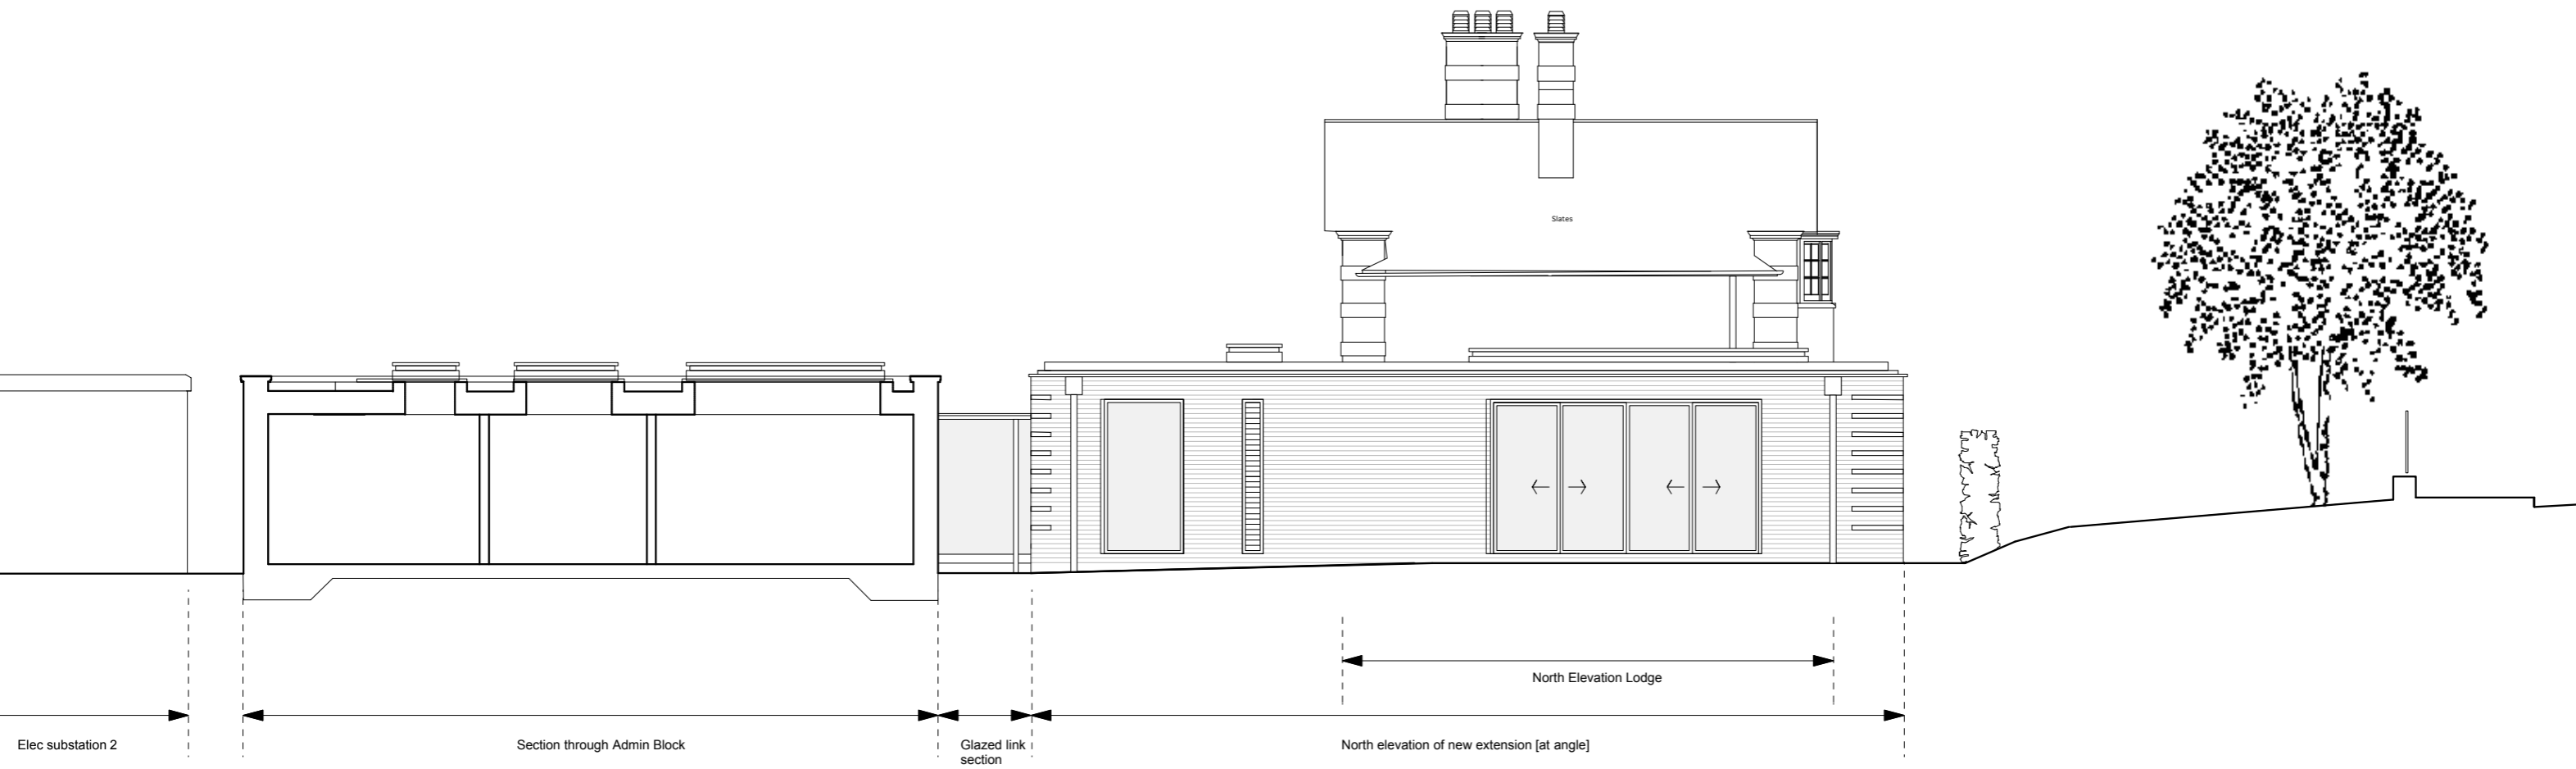 Slates
North Elevation Lodge
Elec substation 2
Section through Admin Block
Glazed link
section
North elevation of new extension [at angle]